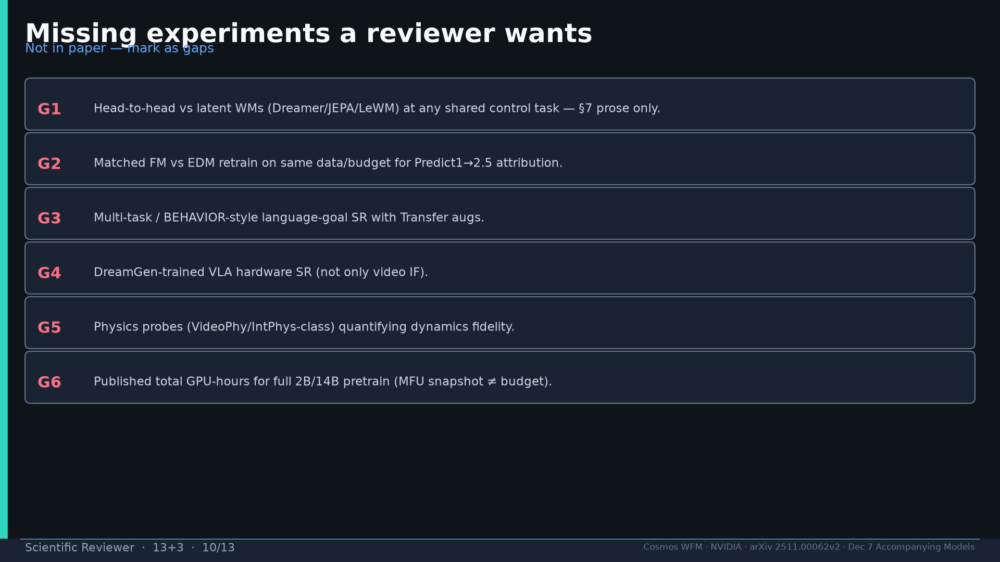 Missing experiments a reviewer wants
Not in paper — mark as gaps
G1 Head-to-head vs latent WMs (Dreamer/JEPA/LeWM) at any shared control task — §7 prose only.
G2 Matched FM vs EDM retrain on same data/budget for Predict1→2.5 attribution.
G3 Multi-task / BEHAVIOR-style language-goal SR with Transfer augs.
G4 DreamGen-trained VLA hardware SR (not only video IF).
G5 Physics probes (VideoPhy/IntPhys-class) quantifying dynamics fidelity.
G6 Published total GPU-hours for full 2B/14B pretrain (MFU snapshot ≠ budget).
Scientific Reviewer · 13+3 · 10/13
Cosmos WFM · NVIDIA · arXiv 2511.00062v2 · Dec 7 Accompanying Models